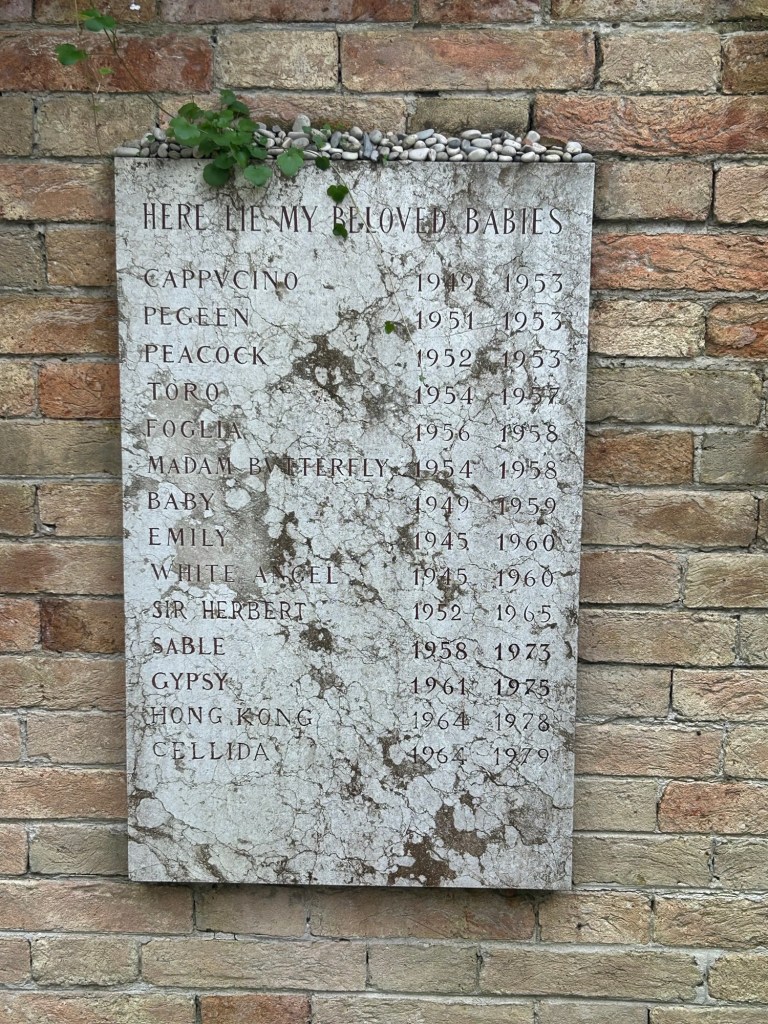 HERE LIE MY BELOVED BABIES
CAPPVCINO 1949 1953
PEGEEN 1951 1953
PEACOCK 1952 1953
TORO 1954 1957
FOGLIA 1956 1958
MADAM BVTTERFLY 1954 1958
BABY 1949 1959
EMILY 1945 1960
WHITE ANGEL 1945 1960
SIR HERBERT 1952 1965
SABLE 1958 1973
GYPSY 1961 1975
HONG KONG 1964 1978
CELLIDA 1964 1979